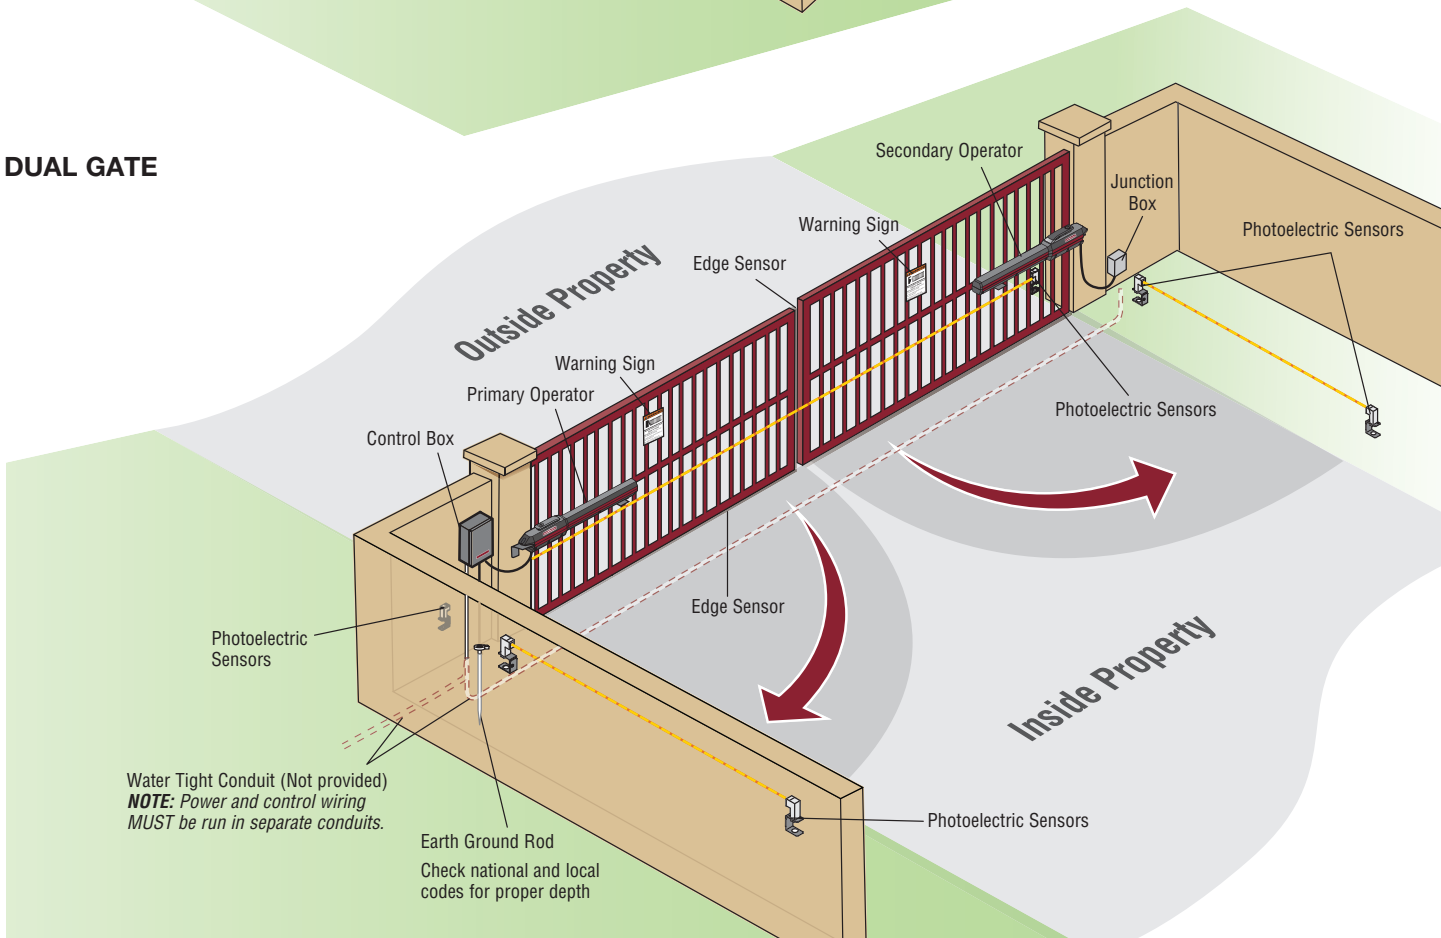 DUAL GATE
Secondary Operator
Junction
Box
Warning Sign
Photoelectric Sensors
Edge Sensor
Outside Property
Warning Sign
Primary Operator
Photoelectric Sensors
Control Box
Edge Sensor
Photoelectric
Sensors
Inside Property
Water Tight Conduit (Not provided)
NOTE: Power and control wiring
MUST be run in separate conduits.
Earth Ground Rod
Check national and local
codes for proper depth
Photoelectric Sensors